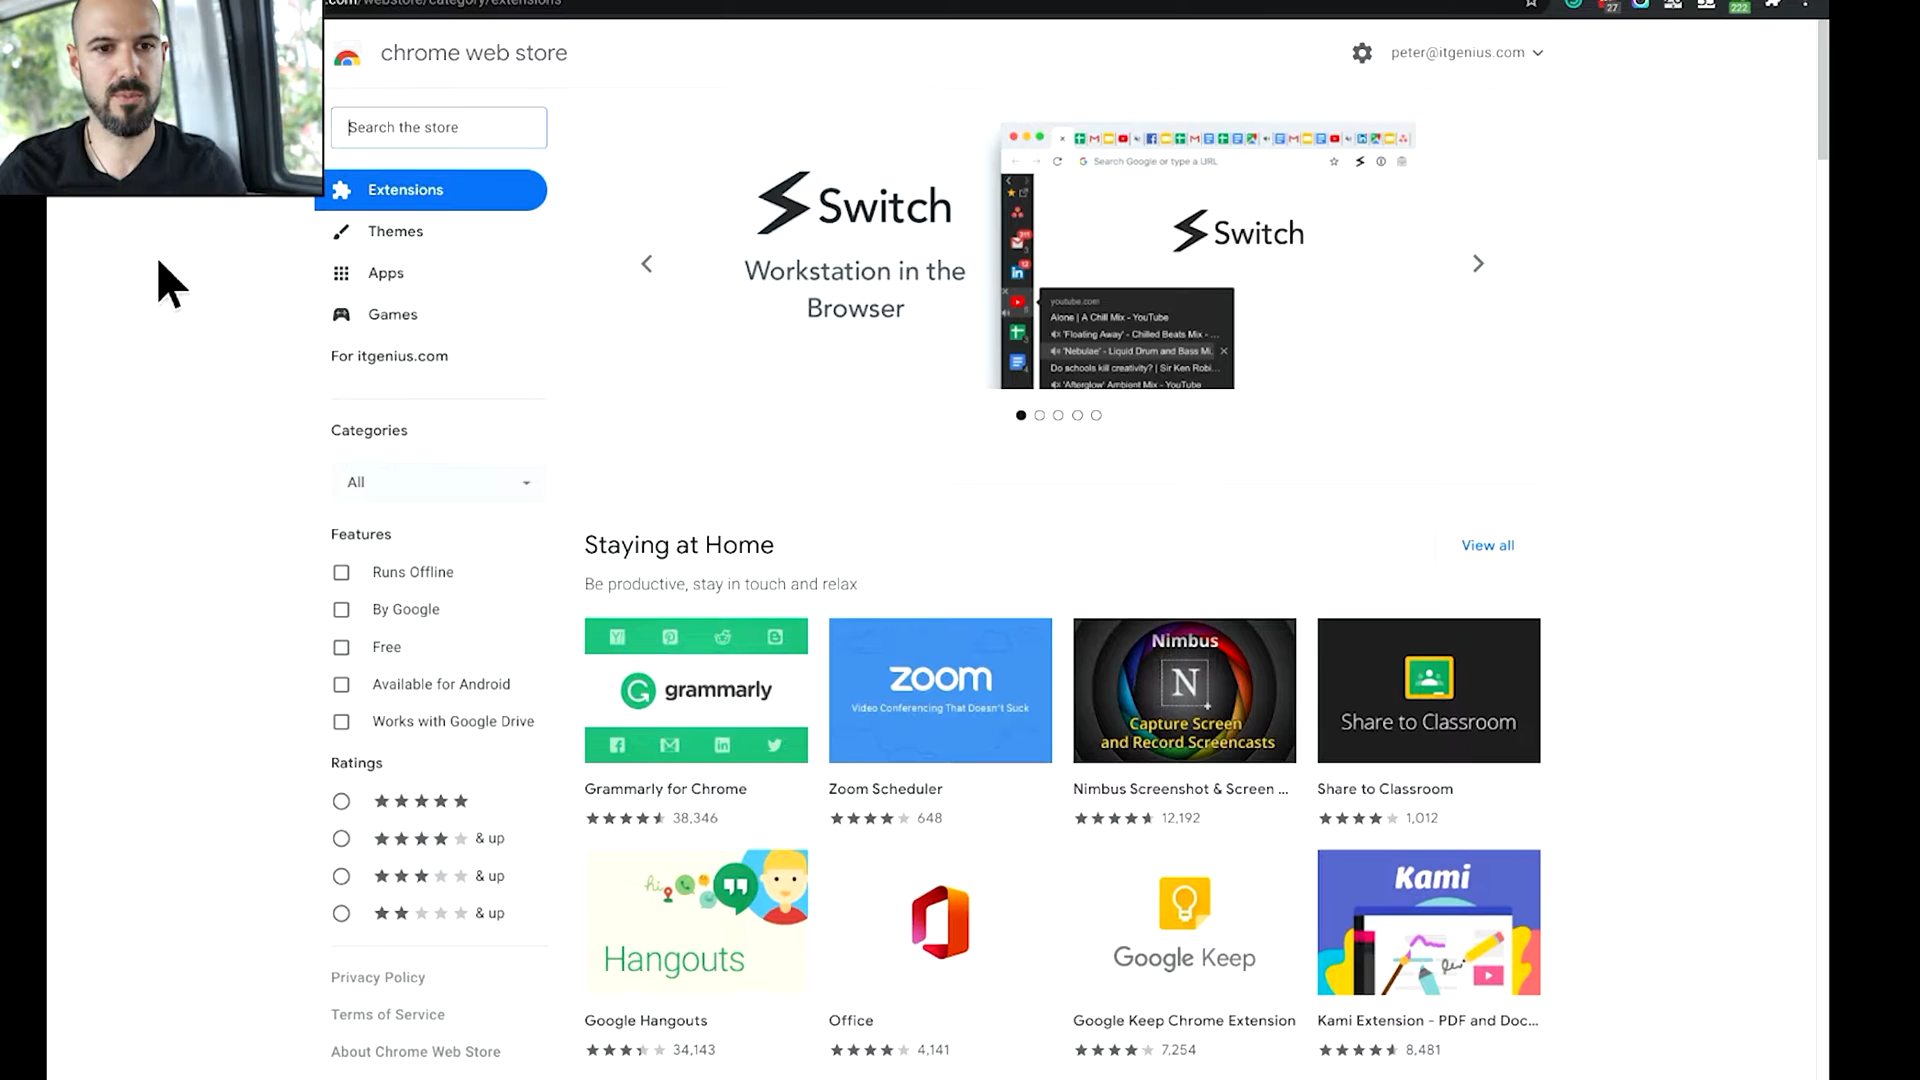 .com/webstore/category/extensions
27
222
chrome web store
peter@itgenius.com
Search the store
Extensions
Themes
Apps
Games
For itgenius.com
Categories
All
Features
Runs Offline
By Google
Free
Available for Android
Works with Google Drive
Ratings
& up
& up
& up
Privacy Policy
Terms of Service
About Chrome Web Store
Switch
Workstation in the
Browser
Search Google or type a URL
Switch
youtube.com
Alone | A Chill Mix - YouTube
'Floating Away' - Chilled Beats Mix - ...
'Nebulae' - Liquid Drum and Bass Mi...
Do schools kill creativity? | Sir Ken Robi...
'Afterglow' Ambient Mix - YouTube
Staying at Home
View all
Be productive, stay in touch and relax
grammarly
Grammarly for Chrome
38,346
zoom
Video Conferencing That Doesn't Suck
Zoom Scheduler
648
Nimbus
N
Capture Screen
and Record Screencasts
Nimbus Screenshot & Screen ...
12,192
Share to Classroom
Share to Classroom
1,012
hi
Hangouts
Google Hangouts
34,143
Office
4,141
Google Keep
Google Keep Chrome Extension
7,254
Kami
Kami Extension - PDF and Doc...
8,481